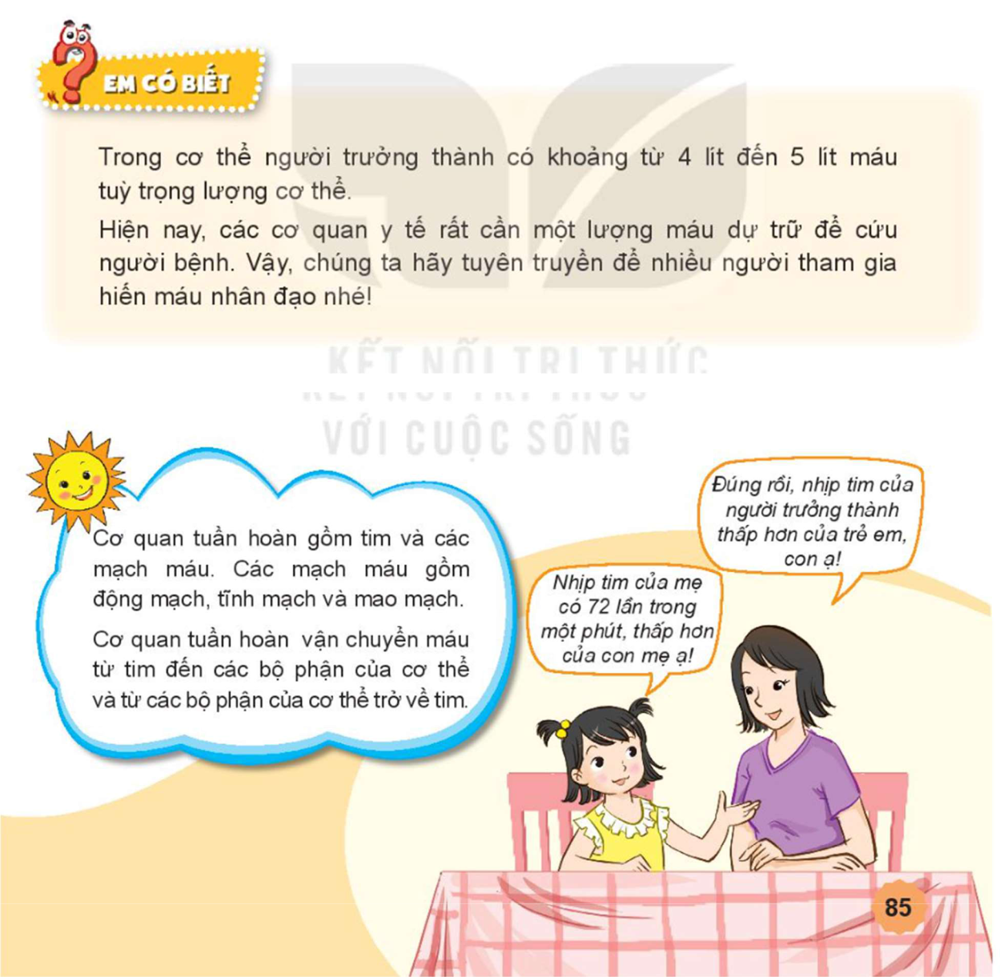 EM CÓ BIẾT
Trong cơ thể người trưởng thành có khoảng từ 4 lít đến 5 lít máu
tuỳ trọng lượng cơ thể.
Hiện nay, các cơ quan y tế rất cần một lượng máu dự trữ để cứu
người bệnh. Vậy, chúng ta hãy tuyên truyền để nhiều người tham gia
hiến máu nhân đạo nhé!
KẾT NỐI TRI THỨC
KẾT NỐI TRI THỨC
VỚI CUỘC SỐNG
Cơ quan tuần hoàn gồm tim và các
mạch máu. Các mạch máu gồm
động mạch, tĩnh mạch và mao mạch.
Cơ quan tuần hoàn vận chuyển máu
từ tim đến các bộ phận của cơ thể
và từ các bộ phận của cơ thể trở về tim.
Nhịp tim của mẹ
có 72 lần trong
một phút, thấp hơn
của con mẹ ạ!
Đúng rồi, nhịp tim của
người trưởng thành
thấp hơn của trẻ em,
con ạ!
85